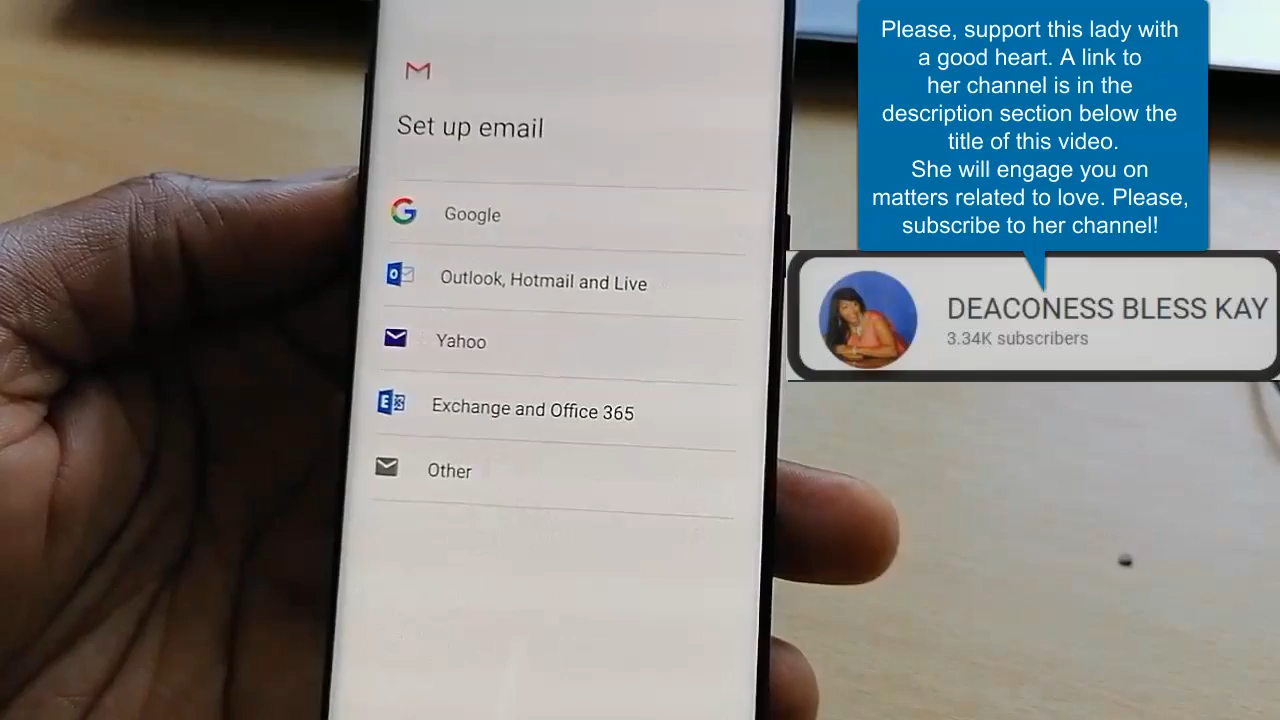 Set up email
Google
Outlook, Hotmail and Live
Yahoo
Exchange and Office 365
Other
Please, support this lady with
a good heart. A link to
her channel is in the
description section below the
title of this video.
She will engage you on
matters related to love. Please,
subscribe to her channel!
DEACONESS BLESS KAY
3.34K subscribers